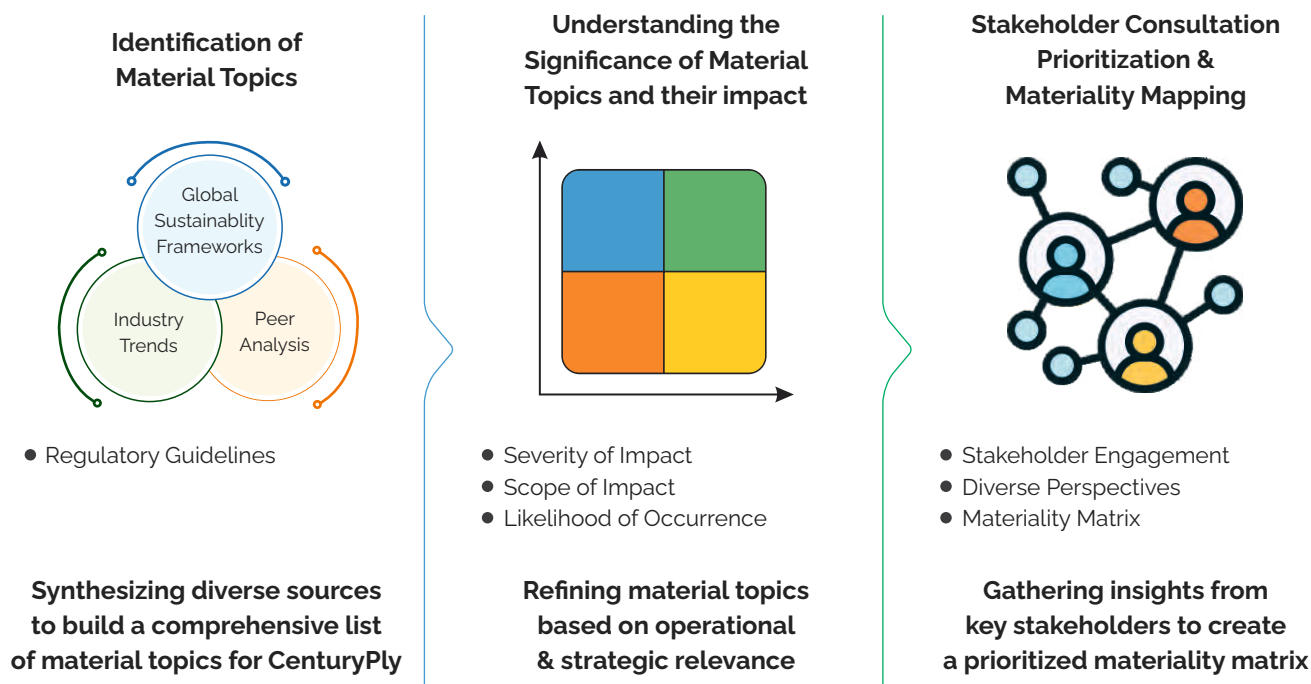 Identification of
Material Topics
Global
Sustainablity
Frameworks
Industry
Trends
Peer
Analysis
● Regulatory Guidelines
Synthesizing diverse sources
to build a comprehensive list
of material topics for CenturyPly
Understanding the
Significance of Material
Topics and their impact
● Severity of Impact
● Scope of Impact
● Likelihood of Occurrence
Refining material topics
based on operational
& strategic relevance
Stakeholder Consultation
Prioritization &
Materiality Mapping
● Stakeholder Engagement
● Diverse Perspectives
● Materiality Matrix
Gathering insights from
key stakeholders to create
a prioritized materiality matrix